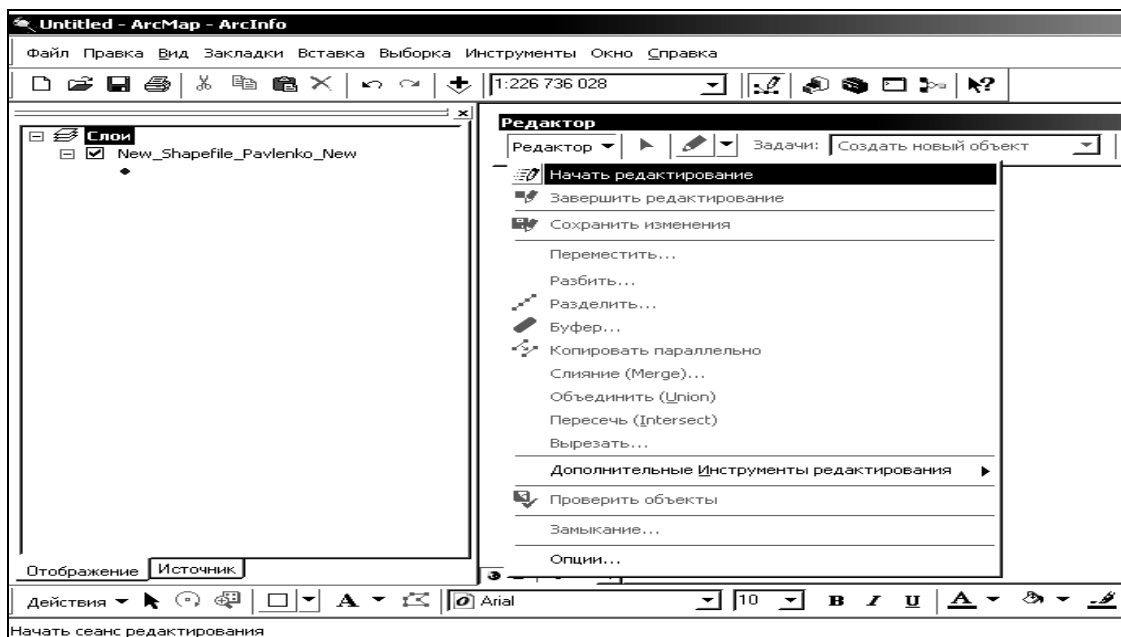 Untitled - ArcMap - ArcInfo
Файл Правка Вид Закладки Вставка Выборка Инструменты Окно Справка
1:226 736 028
Слои
New_Shapefile_Pavlenko_New
Редактор
Редактор Задачи: Создать новый объект
Начать редактирование
Завершить редактирование
Сохранить изменения
Переместить...
Разбить...
Разделить...
Буфер...
Копировать параллельно
Слияние (Merge)...
Объединить (Union)
Пересечь (Intersect)
Вырезать...
Дополнительные Инструменты редактирования
Проверить объекты
Замыкание...
Опции...
Отображение Источник
Действия A Arial 10 B I U A
Начать сеанс редактирования